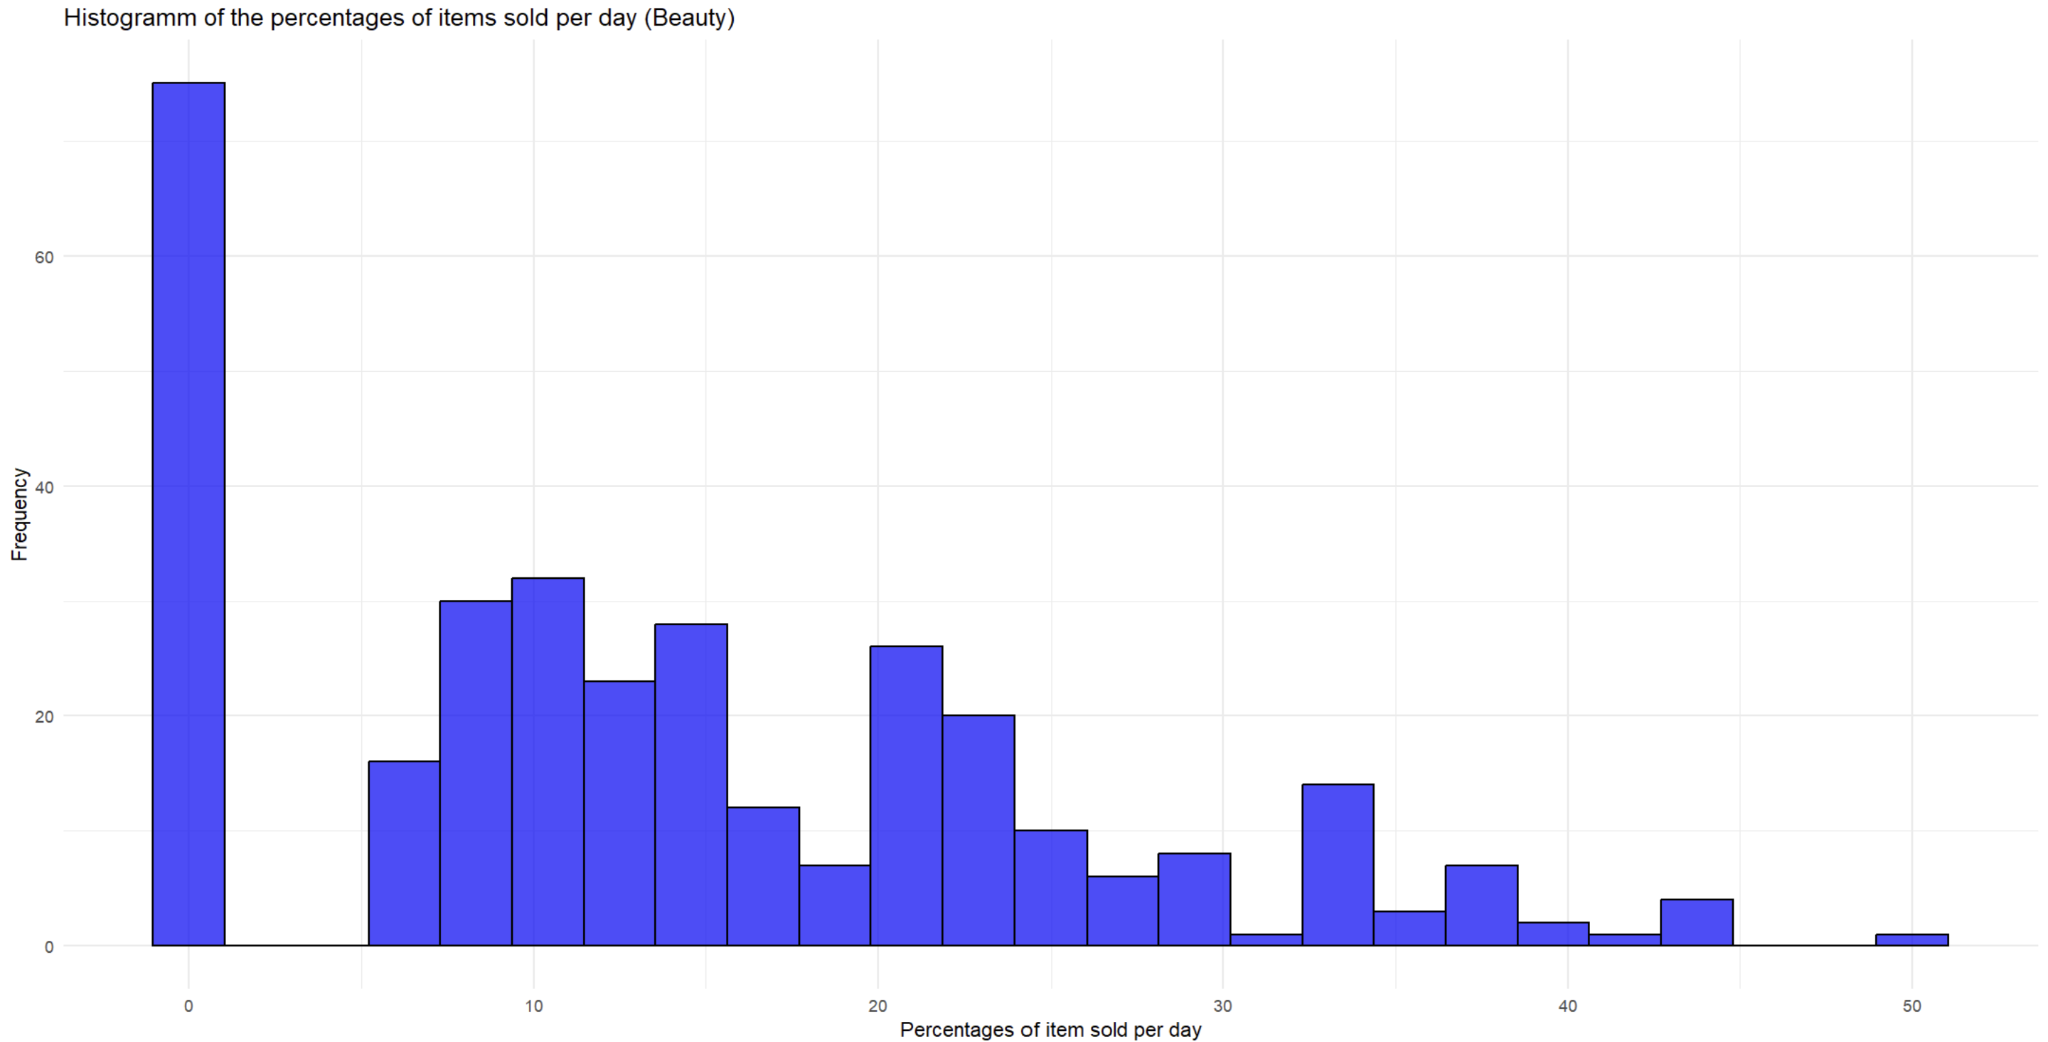 Histogramm of the percentages of items sold per day (Beauty)
Frequency
60
40
20
0
0 10 20 30 40 50
Percentages of item sold per day